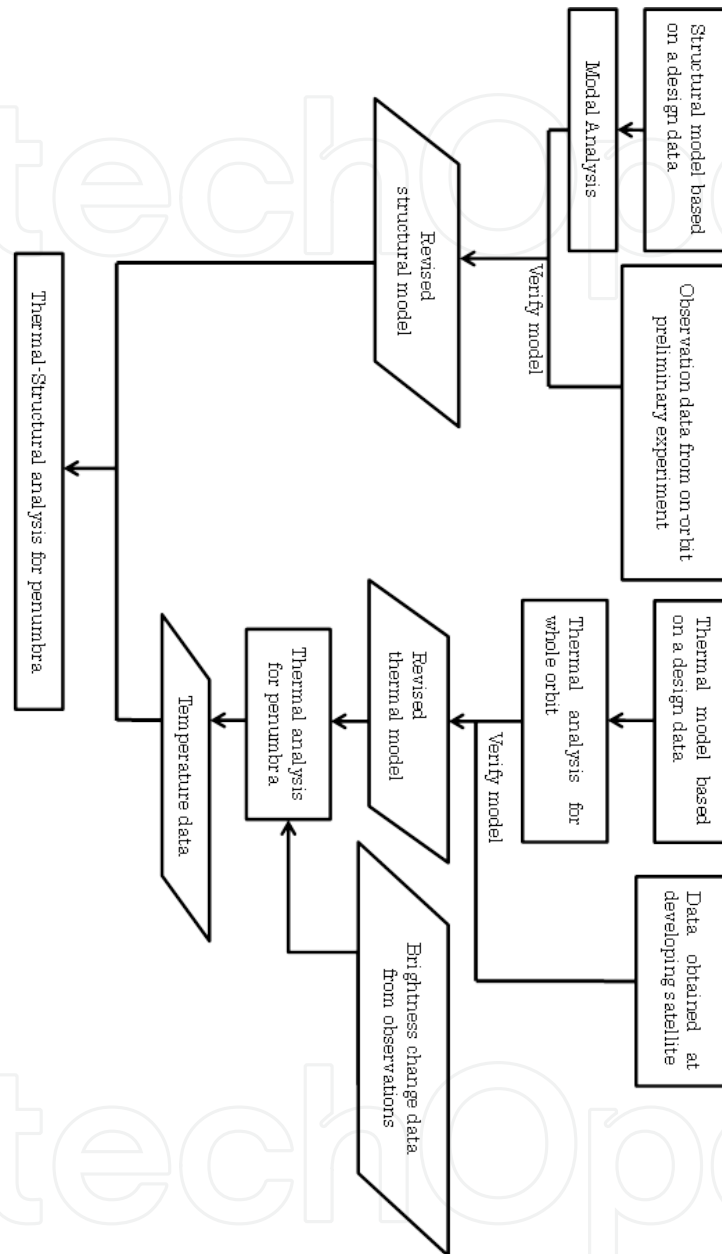 Structural model based
on a design data
Modal Analysis
Observation data from on-orbit
preliminary experiment
Verify model
Revised
structural model
Thermal model based
on a design data
Thermal analysis for
whole orbit
Data obtained at
developing satellite
Verify model
Revised
thermal model
Brightness change data
from observations
Thermal analysis
for penumbra
Temperature data
Thermal-Structural analysis for penumbra
techOpe
techOpe